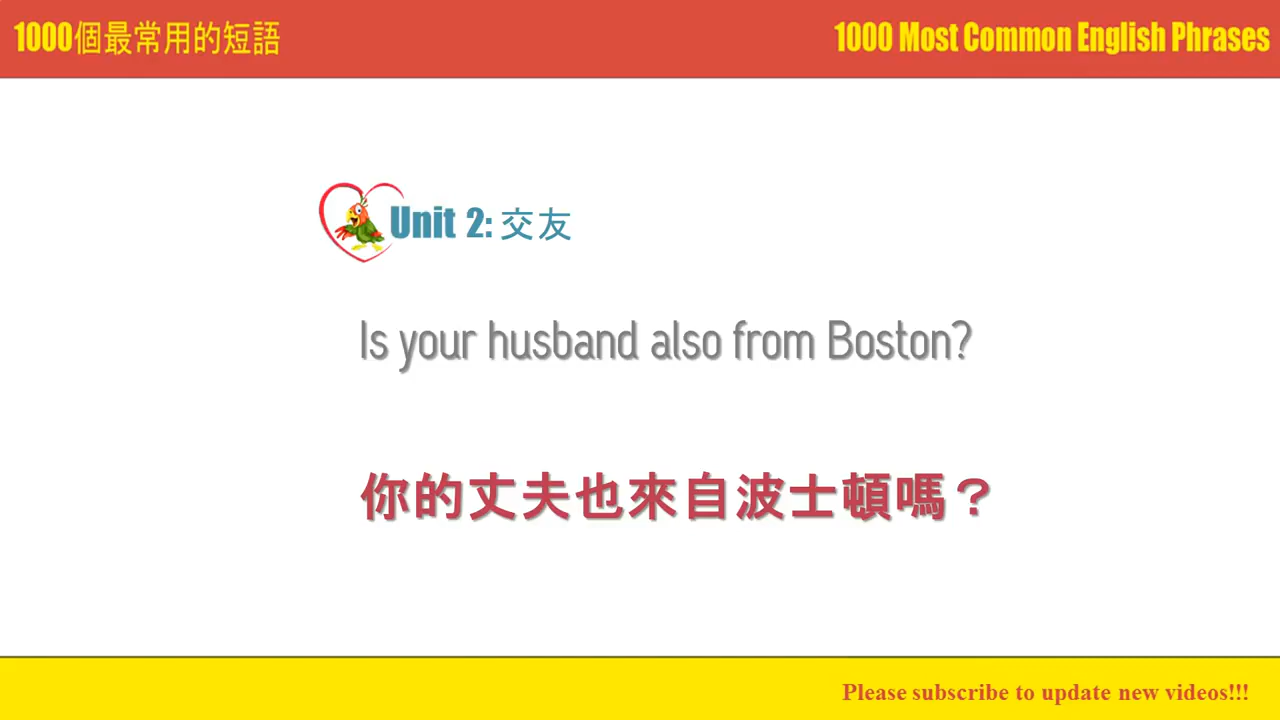 1000個最常用的短語
1000 Most Common English Phrases
Unit 2: 交友
Is your husband also from Boston?
你的丈夫也來自波士頓嗎？
Please subscribe to update new videos!!!